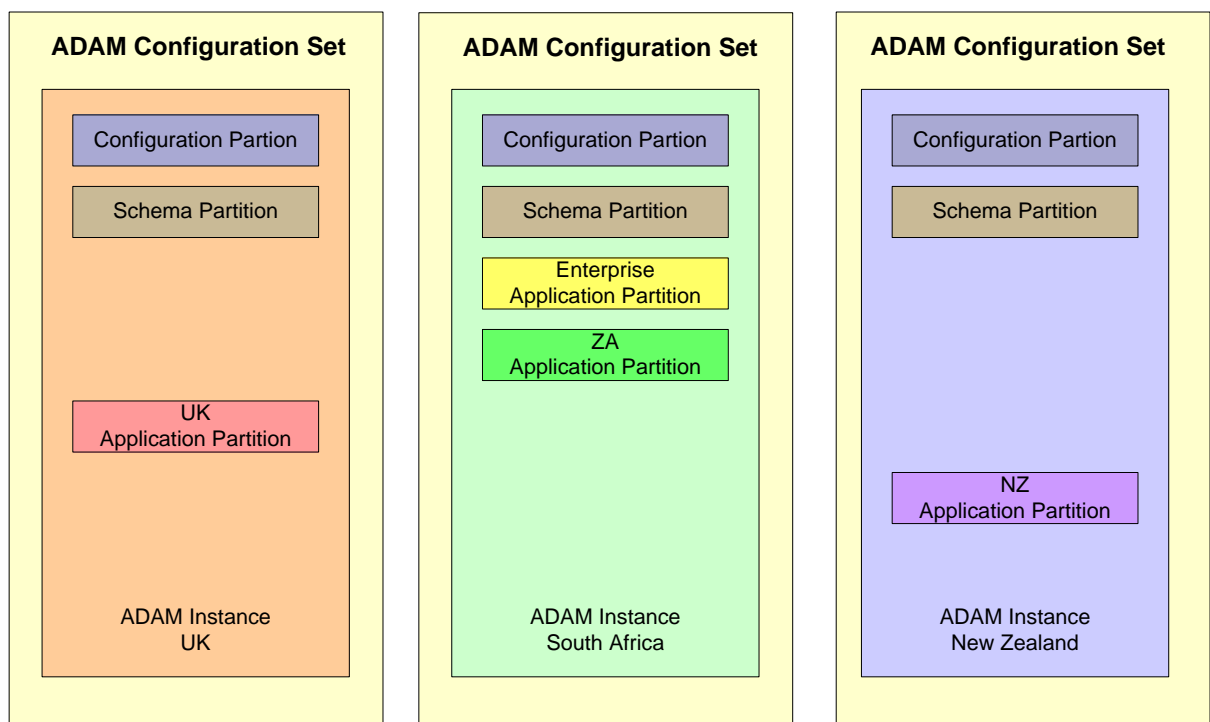 ADAM Configuration Set
Configuration Partion
Schema Partition
UK
Application Partition
ADAM Instance
UK
ADAM Configuration Set
Configuration Partition
Schema Partition
Enterprise
Application Partition
ZA
Application Partition
ADAM Instance
South Africa
ADAM Configuration Set
Configuration Partition
Schema Partition
NZ
Application Partition
ADAM Instance
New Zealand